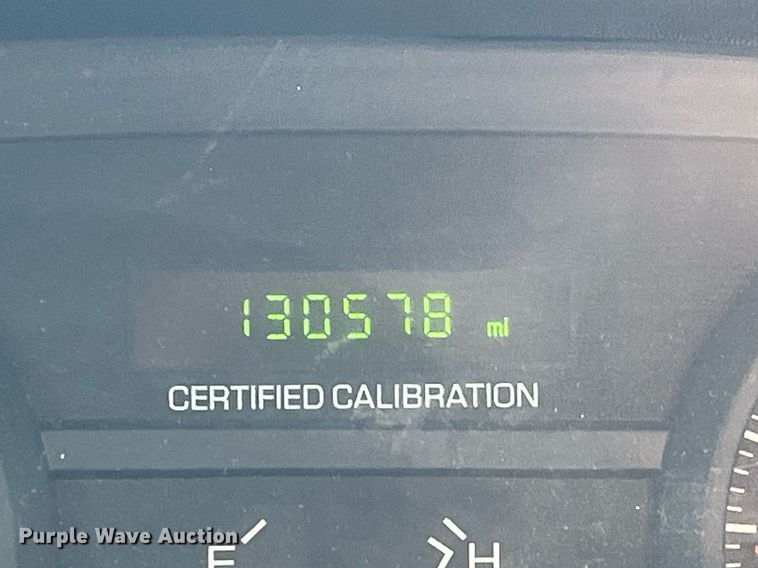 130578 mi
CERTIFIED CALIBRATION
Purple Wave Auction
H